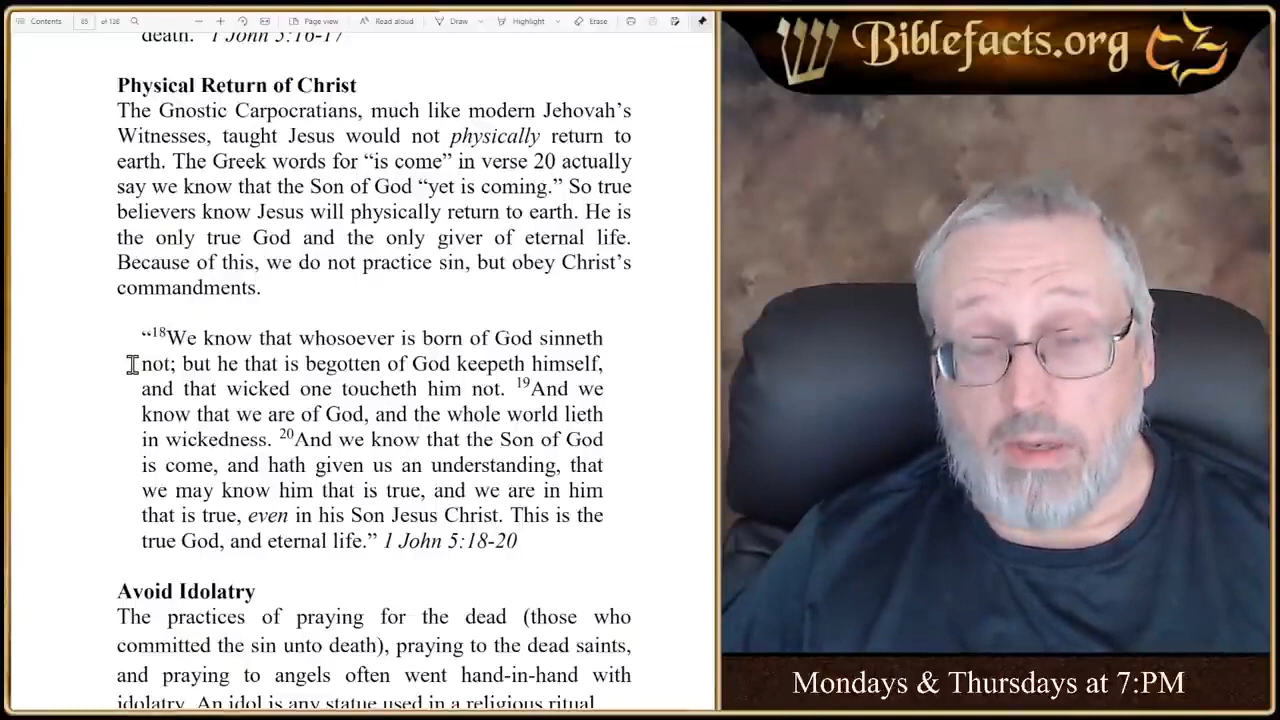 Contents
85
of 138
Page view
Read aloud
Draw
Highlight
Erase
death." 1 John 5:16-17
Physical Return of Christ
The Gnostic Carpocratians, much like modern Jehovah's
Witnesses, taught Jesus would not physically return to
earth. The Greek words for "is come" in verse 20 actually
say we know that the Son of God "yet is coming." So true
believers know Jesus will physically return to earth. He is
the only true God and the only giver of eternal life.
Because of this, we do not practice sin, but obey Christ's
commandments.
"18We know that whosoever is born of God sinneth
not; but he that is begotten of God keepeth himself,
and that wicked one toucheth him not. 19And we
know that we are of God, and the whole world lieth
in wickedness. 20And we know that the Son of God
is come, and hath given us an understanding, that
we may know him that is true, and we are in him
that is true, even in his Son Jesus Christ. This is the
true God, and eternal life." 1 John 5:18-20
Avoid Idolatry
The practices of praying for the dead (those who
committed the sin unto death), praying to the dead saints,
and praying to angels often went hand-in-hand with
idolatry. An idol is any statue used in a religious ritual
Biblefacts.org
Mondays & Thursdays at 7:PM